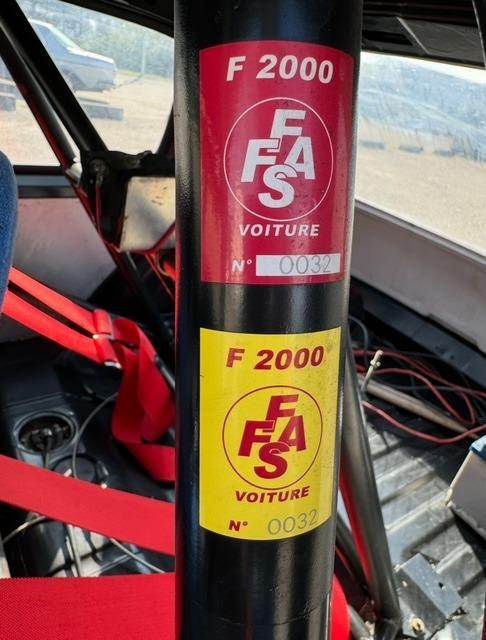 F 2000
FFSA
VOITURE
N° 0032
F 2000
FFSA
VOITURE
N° 0032